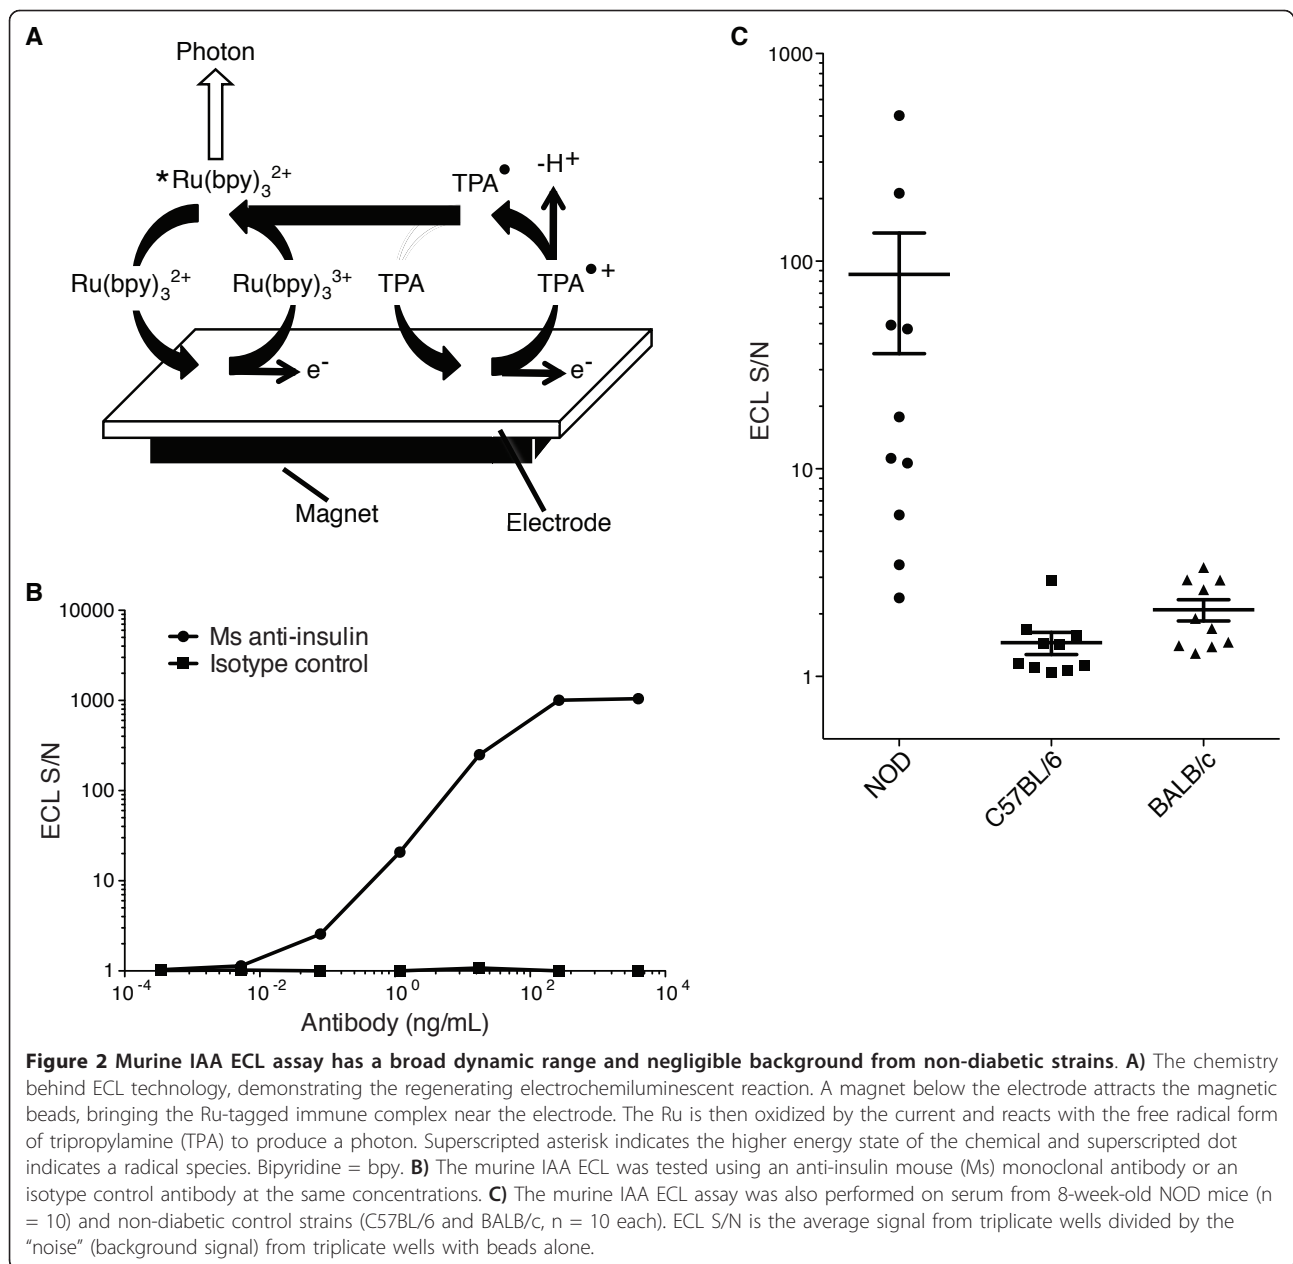 A
Photon
*Ru(bpy)₃²⁺
TPA•
-H⁺
Ru(bpy)₃²⁺
Ru(bpy)₃³⁺
TPA
TPA•+
e⁻
e⁻
Magnet
Electrode
B
10000
1000
100
10
1
ECL S/N
Ms anti-insulin
Isotype control
10⁻⁴
10⁻²
10⁰
10²
10⁴
Antibody (ng/mL)
C
1000
100
10
1
ECL S/N
NOD
C57BL/6
BALB/c
Figure 2 Murine IAA ECL assay has a broad dynamic range and negligible background from non-diabetic strains. A) The chemistry
behind ECL technology, demonstrating the regenerating electrochemiluminescent reaction. A magnet below the electrode attracts the magnetic
beads, bringing the Ru-tagged immune complex near the electrode. The Ru is then oxidized by the current and reacts with the free radical form
of tripropylamine (TPA) to produce a photon. Superscripted asterisk indicates the higher energy state of the chemical and superscripted dot
indicates a radical species. Bipyridine = bpy. B) The murine IAA ECL was tested using an anti-insulin mouse (Ms) monoclonal antibody or an
isotype control antibody at the same concentrations. C) The murine IAA ECL assay was also performed on serum from 8-week-old NOD mice (n
= 10) and non-diabetic control strains (C57BL/6 and BALB/c, n = 10 each). ECL S/N is the average signal from triplicate wells divided by the
“noise” (background signal) from triplicate wells with beads alone.